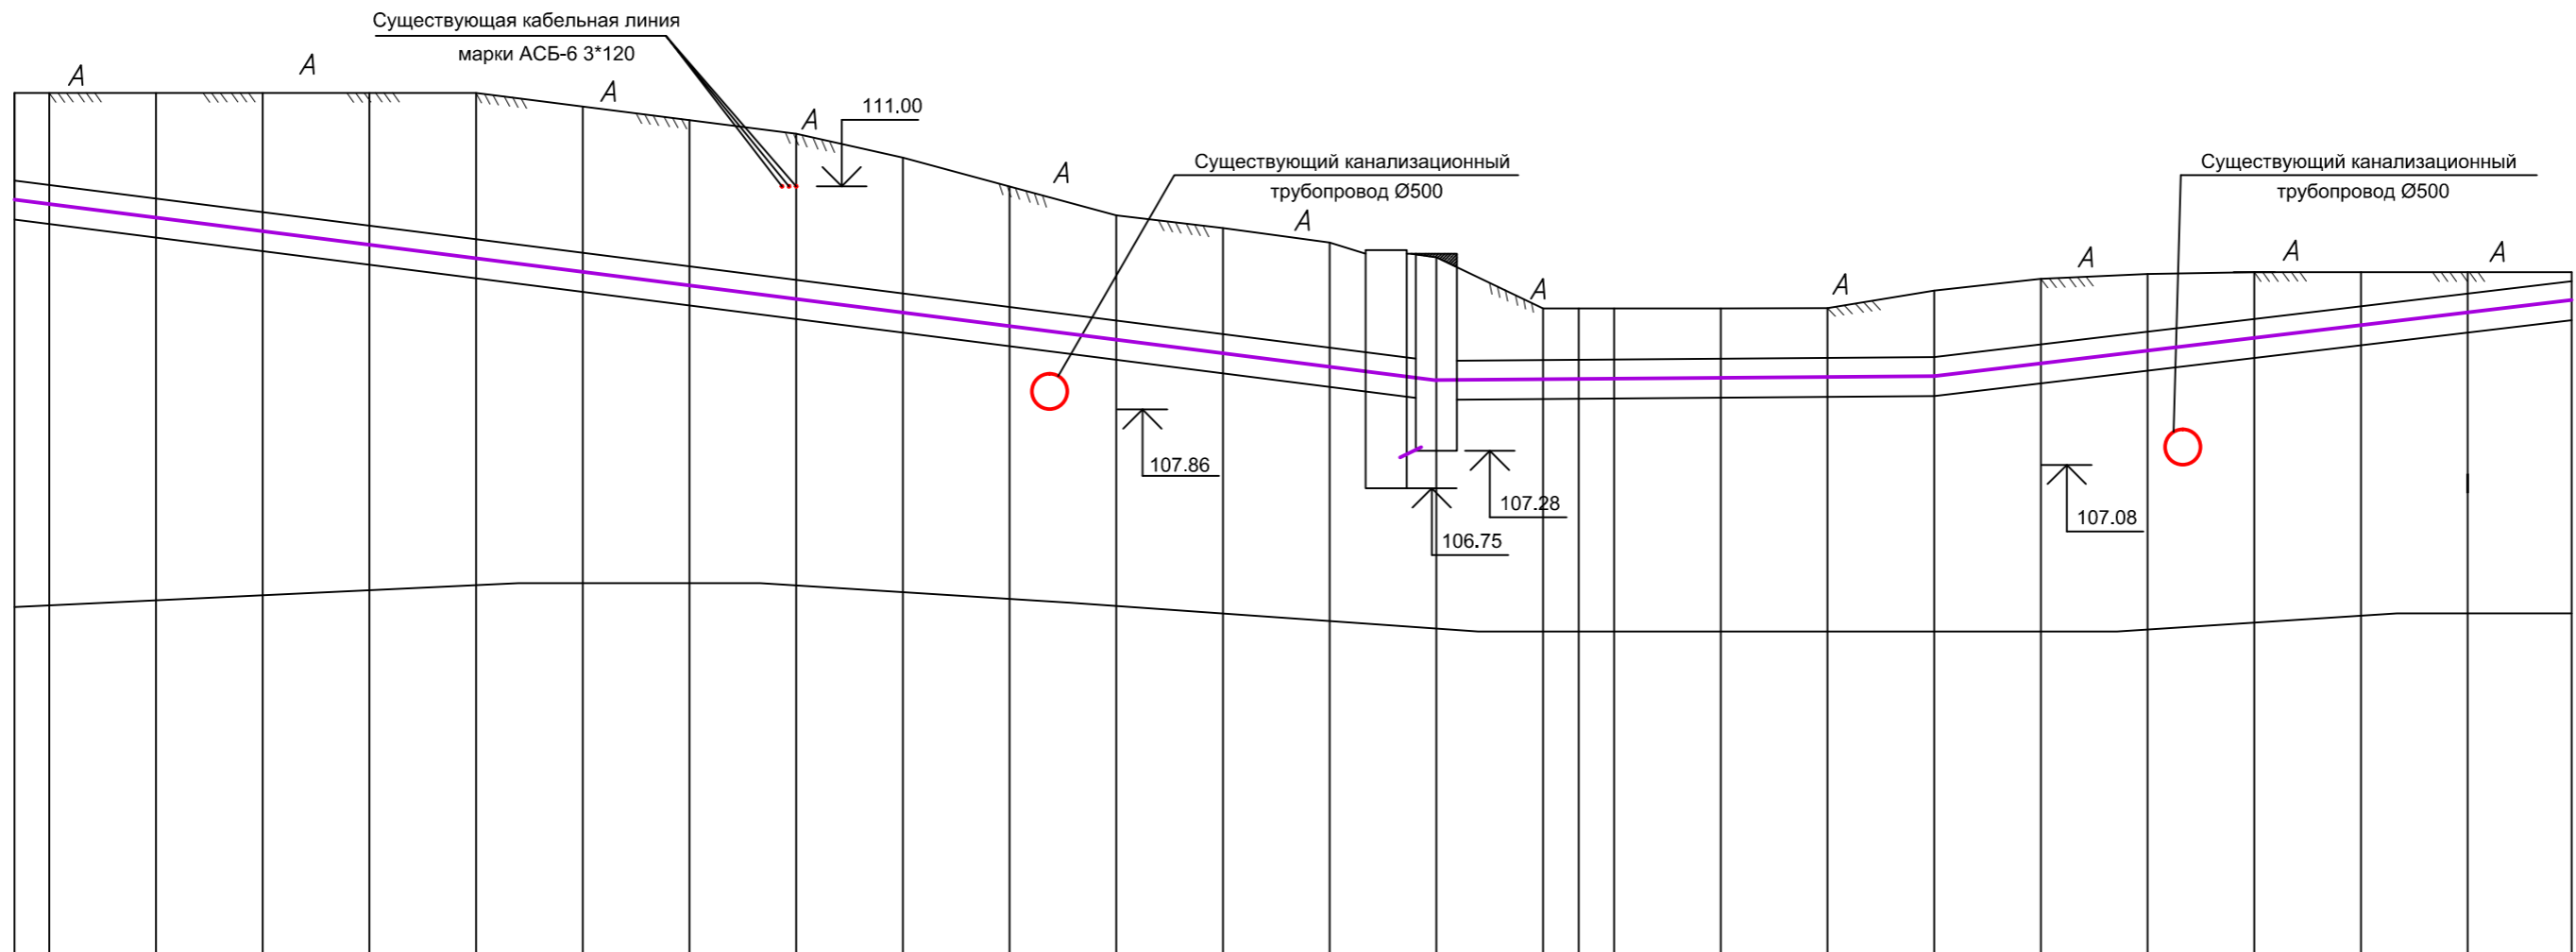 Существующая кабельная линия
марки АСБ-6 3*120
А
А
А
А
111.00
Существующий канализационный
трубопровод Ø500
Существующий канализационный
трубопровод Ø500
А
А
А
А
А
А
А
107.86
107.28
106.75
107.08